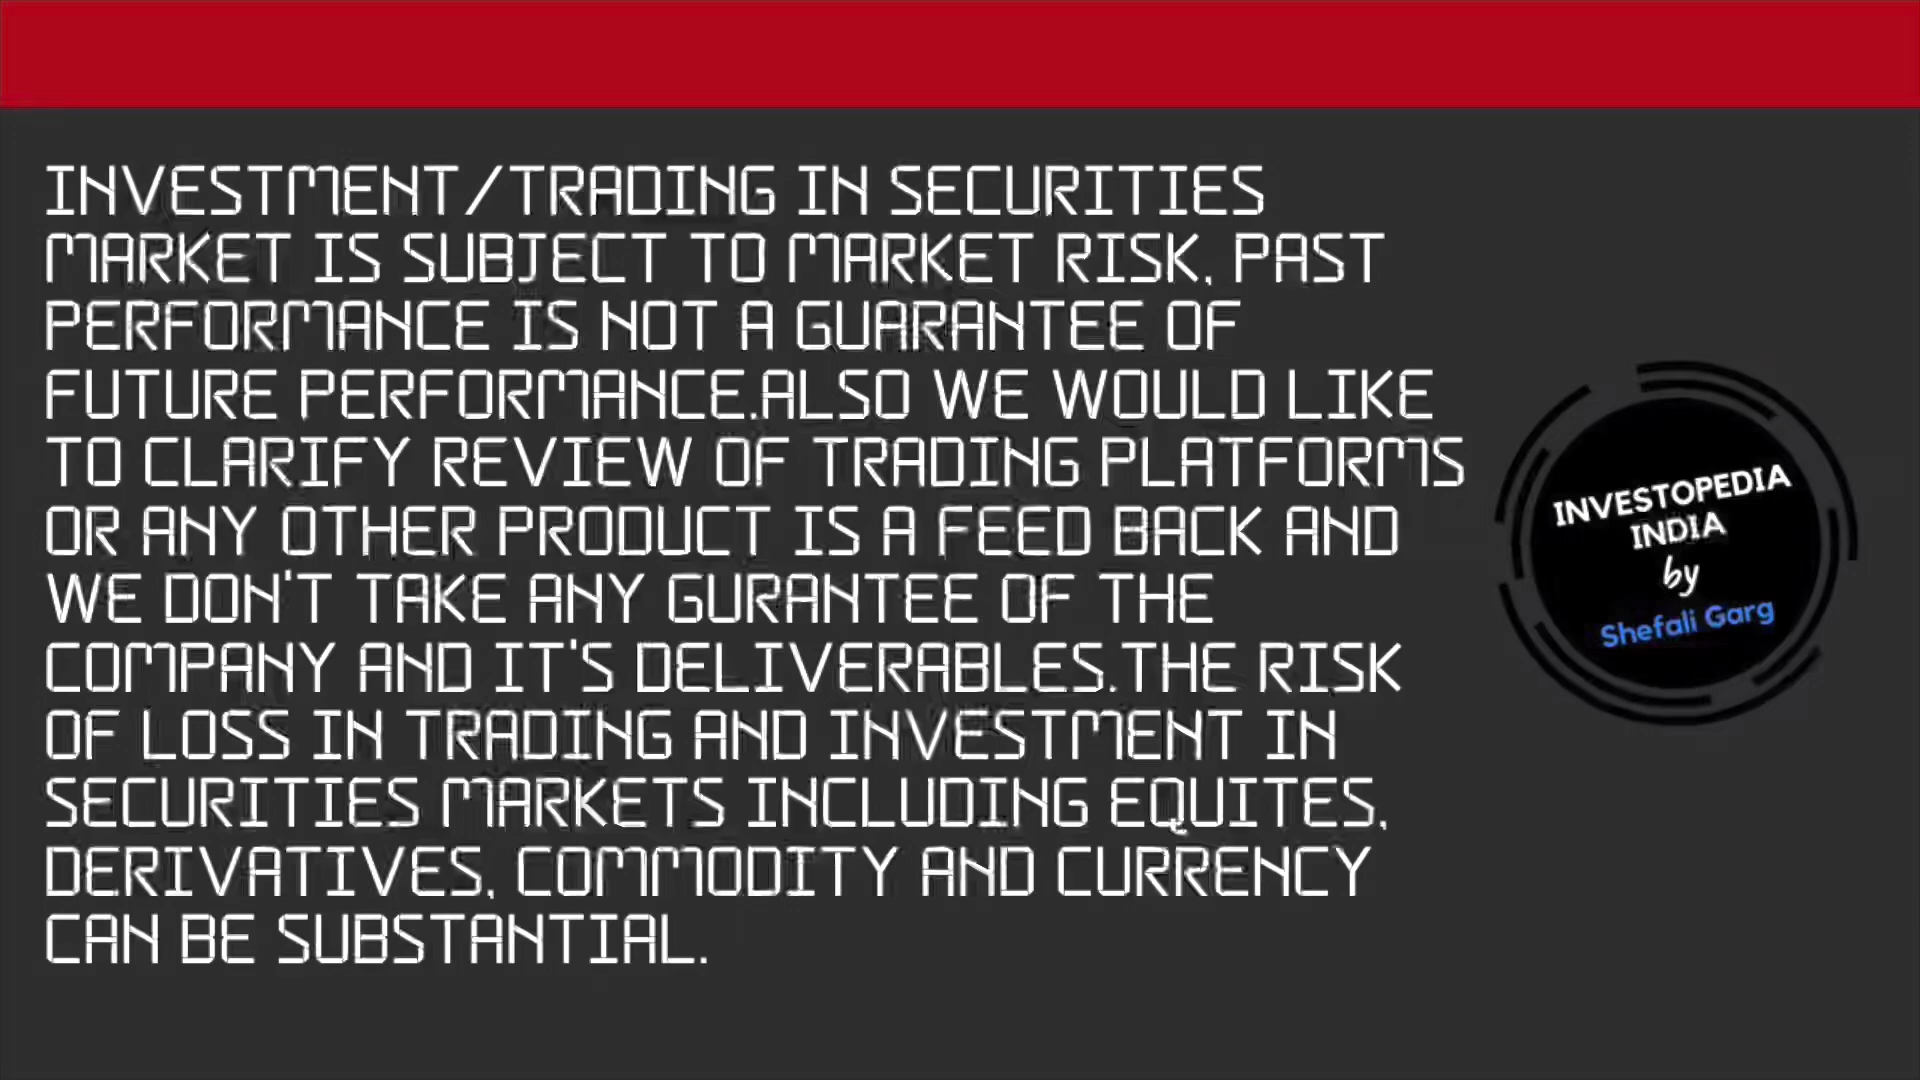 INVESTMENT/TRADING IN SECURITIES
MARKET IS SUBJECT TO MARKET RISK, PAST
PERFORMANCE IS NOT A GUARANTEE OF
FUTURE PERFORMANCE.ALSO WE WOULD LIKE
TO CLARIFY REVIEW OF TRADING PLATFORMS
OR ANY OTHER PRODUCT IS A FEED BACK AND
WE DON'T TAKE ANY GURANTEE OF THE
COMPANY AND IT'S DELIVERABLES.THE RISK
OF LOSS IN TRADING AND INVESTMENT IN
SECURITIES MARKETS INCLUDING EQUITES,
DERIVATIVES, COMMODITY AND CURRENCY
CAN BE SUBSTANTIAL.
INVESTOPEDIA
INDIA
by
Shefali Garg